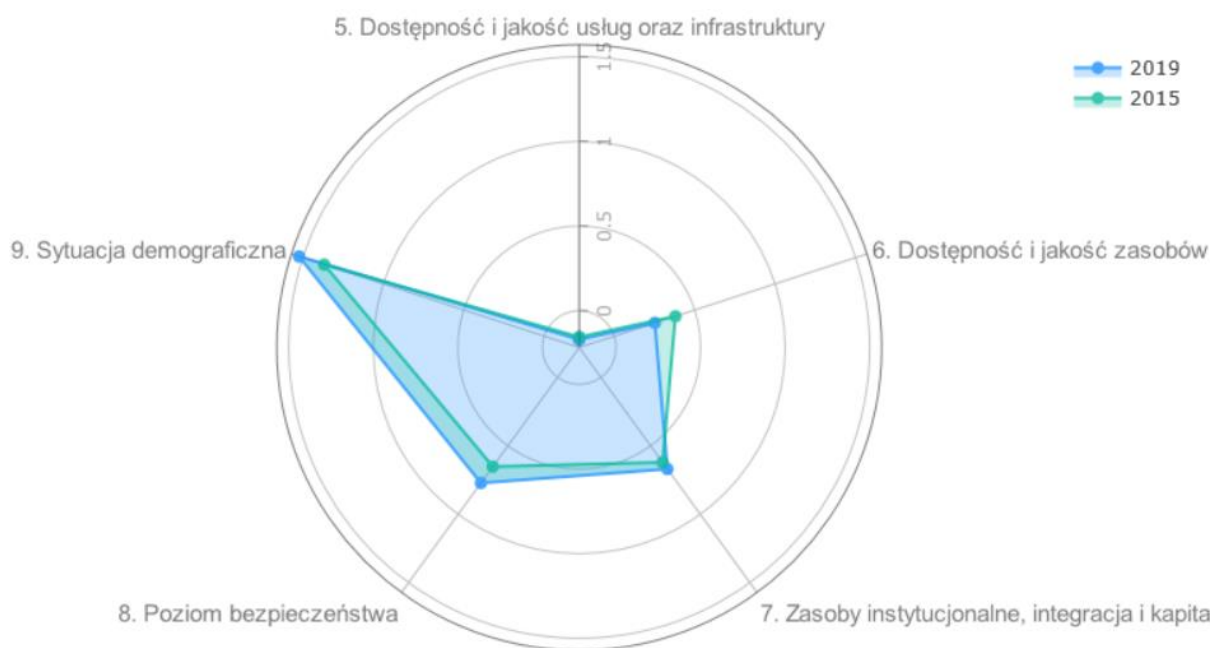 5. Dostępność i jakość usług oraz infrastruktury
1.5
2019
2015
1
0.5
9. Sytuacja demograficzna
6. Dostępność i jakość zasobów
0
8. Poziom bezpieczeństwa
7. Zasoby instytucjonalne, integracja i kapita